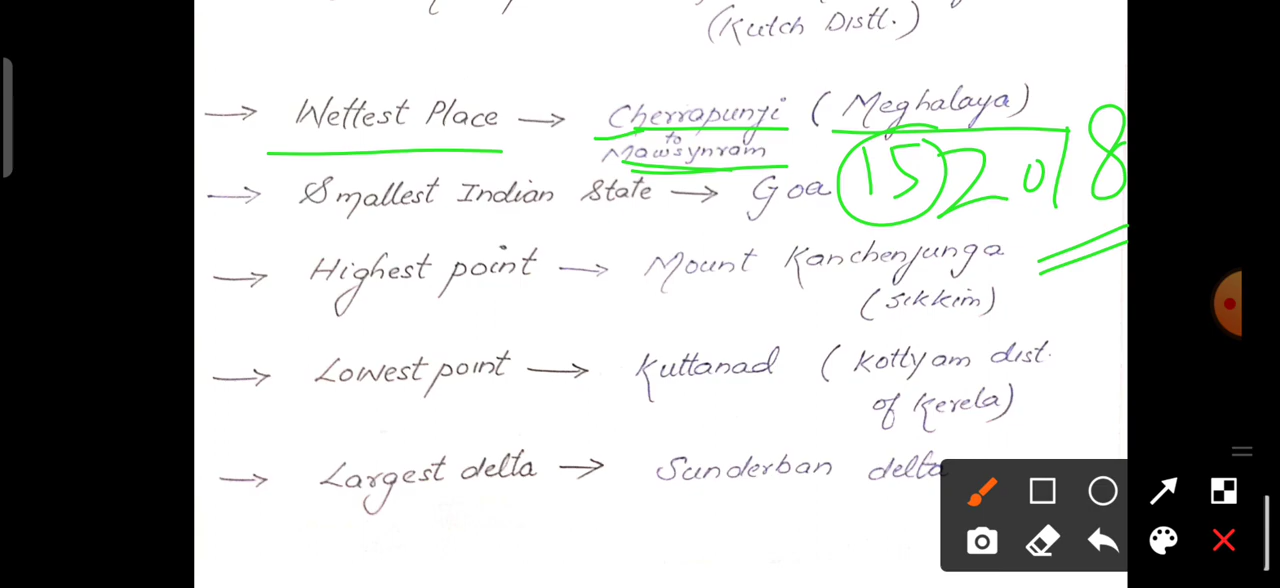 (Kutch Distt.)
→ Wettest Place → Cherrapunji (Meghalaya)
to
Mawsynram
→ Smallest Indian State → Goa 15 2018
→ Highest point → Mount Kanchenjunga
(Sikkim)
→ Lowest point → Kuttanad (Kottyam dist.
of Kerela)
→ Largest delta → Sunderban delta